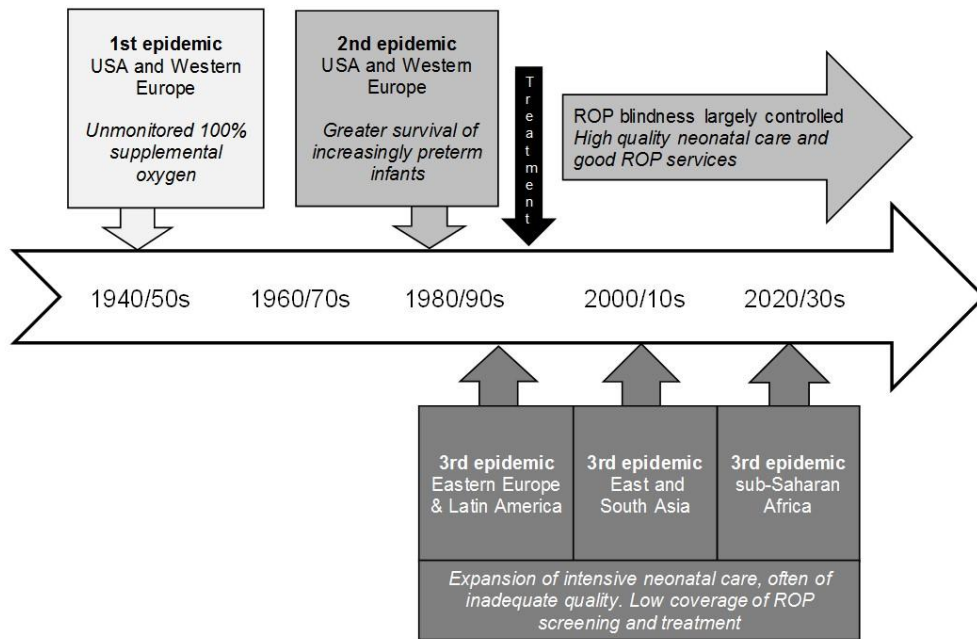 1st epidemic
USA and Western
Europe
Unmonitored 100%
supplemental
oxygen
2nd epidemic
USA and Western
Europe
Greater survival of
increasingly preterm
infants
Treatment
ROP blindness largely controlled
High quality neonatal care and
good ROP services
1940/50s
1960/70s
1980/90s
2000/10s
2020/30s
3rd epidemic
Eastern Europe
& Latin America
3rd epidemic
East and
South Asia
3rd epidemic
sub-Saharan
Africa
Expansion of intensive neonatal care, often of
inadequate quality. Low coverage of ROP
screening and treatment